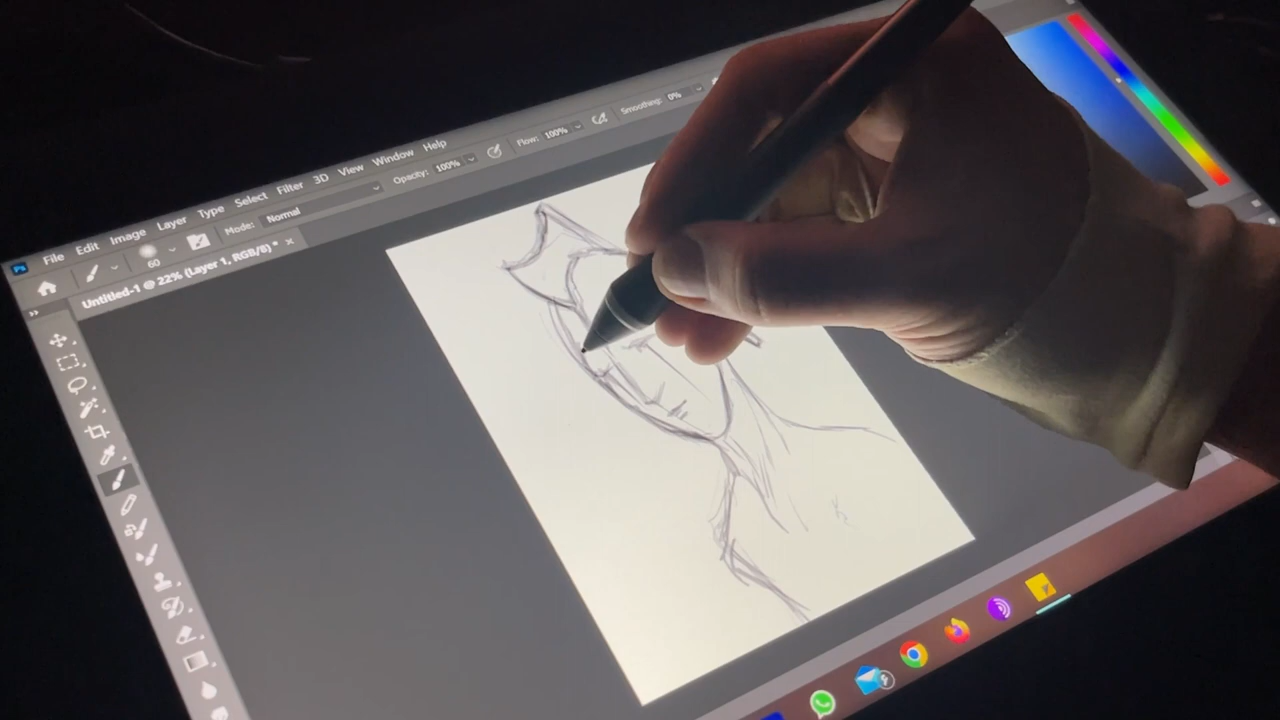 Ps File Edit Image Layer Type Select Filter 3D View Window Help
60 Mode: Normal Opacity: 100% Flow: 100% Smoothing: 0%
Untitled-1 @ 22% (Layer 1, RGB/8) * ×